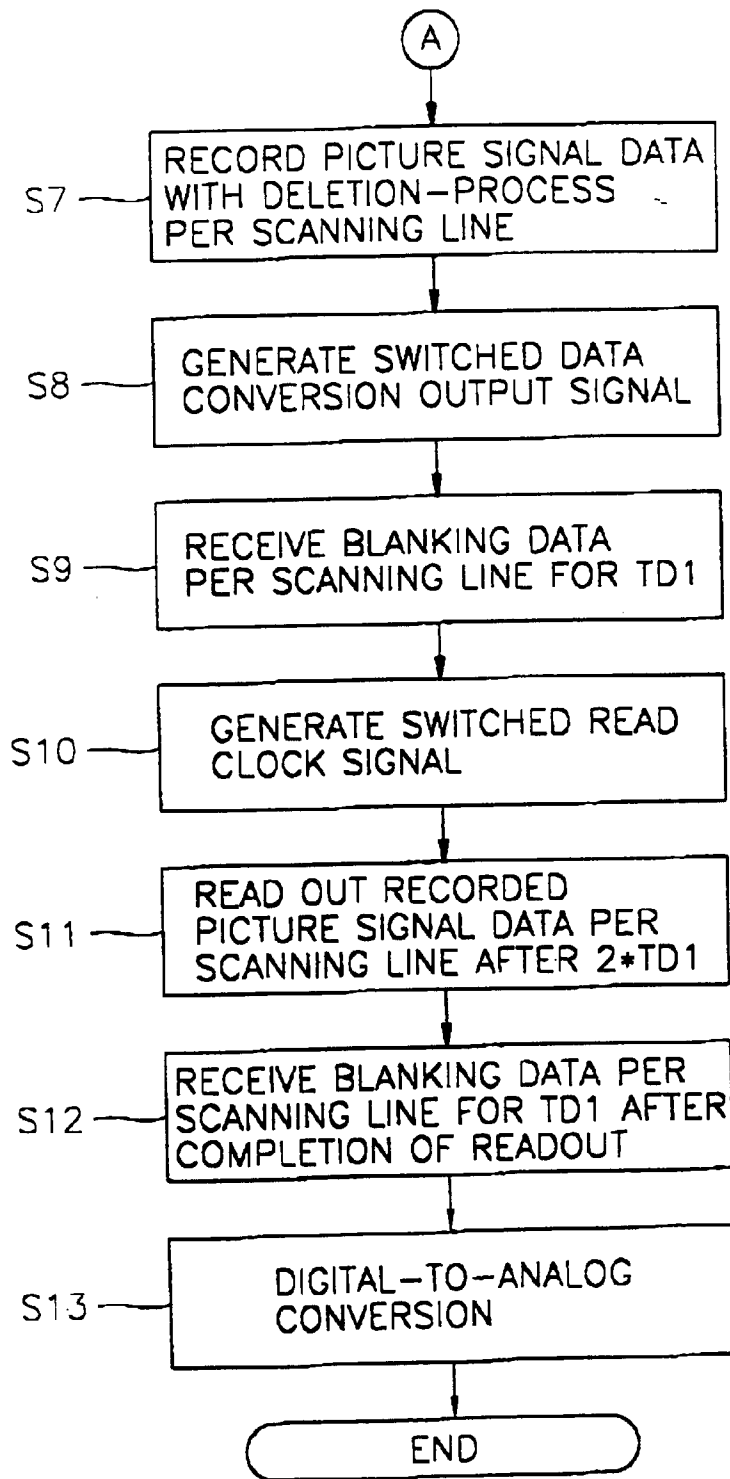 A
S7
RECORD PICTURE SIGNAL DATA
WITH DELETION-PROCESS
PER SCANNING LINE
S8
GENERATE SWITCHED DATA
CONVERSION OUTPUT SIGNAL
S9
RECEIVE BLANKING DATA
PER SCANNING LINE FOR TD1
S10
GENERATE SWITCHED READ
CLOCK SIGNAL
S11
READ OUT RECORDED
PICTURE SIGNAL DATA PER
SCANNING LINE AFTER 2*TD1
S12
RECEIVE BLANKING DATA PER
SCANNING LINE FOR TD1 AFTER
COMPLETION OF READOUT
S13
DIGITAL-TO-ANALOG
CONVERSION
END